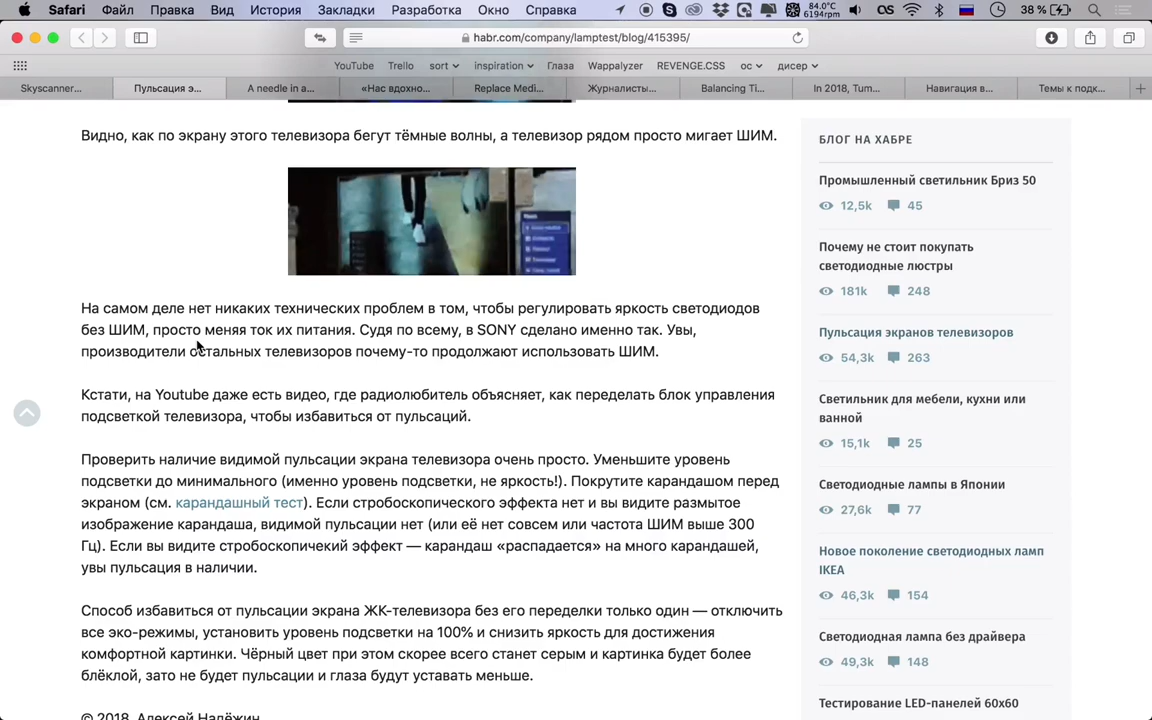 Safari Файл Правка Вид История Закладки Разработка Окно Справка 84.0°C 6194rpm 38 %
habr.com/company/lamptest/blog/415395/
YouTube Trello sort inspiration Глаза Wappalyzer REVENGE.CSS ос дисер
Skyscanner... Пульсация э... A needle in a... «Нас вдохно... Replace Medi... Журналисты... Balancing Ti... In 2018, Tum... Навигация в... Темы к подк...
Видно, как по экрану этого телевизора бегут тёмные волны, а телевизор рядом просто мигает ШИМ.
На самом деле нет никаких технических проблем в том, чтобы регулировать яркость светодиодов
без ШИМ, просто меняя ток их питания. Судя по всему, в SONY сделано именно так. Увы,
производители остальных телевизоров почему-то продолжают использовать ШИМ.
Кстати, на Youtube даже есть видео, где радиолюбитель объясняет, как переделать блок управления
подсветкой телевизора, чтобы избавиться от пульсаций.
Проверить наличие видимой пульсации экрана телевизора очень просто. Уменьшите уровень
подсветки до минимального (именно уровень подсветки, не яркость!). Покрутите карандашом перед
экраном (см. карандашный тест). Если стробоскопического эффекта нет и вы видите размытое
изображение карандаша, видимой пульсации нет (или её нет совсем или частота ШИМ выше 300
Гц). Если вы видите стробоскопичекий эффект — карандаш «распадается» на много карандашей,
увы пульсация в наличии.
Способ избавиться от пульсации экрана ЖК-телевизора без его переделки только один — отключить
все эко-режимы, установить уровень подсветки на 100% и снизить яркость для достижения
комфортной картинки. Чёрный цвет при этом скорее всего станет серым и картинка будет более
блёклой, зато не будет пульсации и глаза будут уставать меньше.
© 2018, Алексей Надёжин
БЛОГ НА ХАБРЕ
Промышленный светильник Бриз 50
12,5k 45
Почему не стоит покупать
светодиодные люстры
181k 248
Пульсация экранов телевизоров
54,3k 263
Светильник для мебели, кухни или
ванной
15,1k 25
Светодиодные лампы в Японии
27,6k 77
Новое поколение светодиодных ламп
IKEA
46,3k 154
Светодиодная лампа без драйвера
49,3k 148
Тестирование LED-панелей 60х60